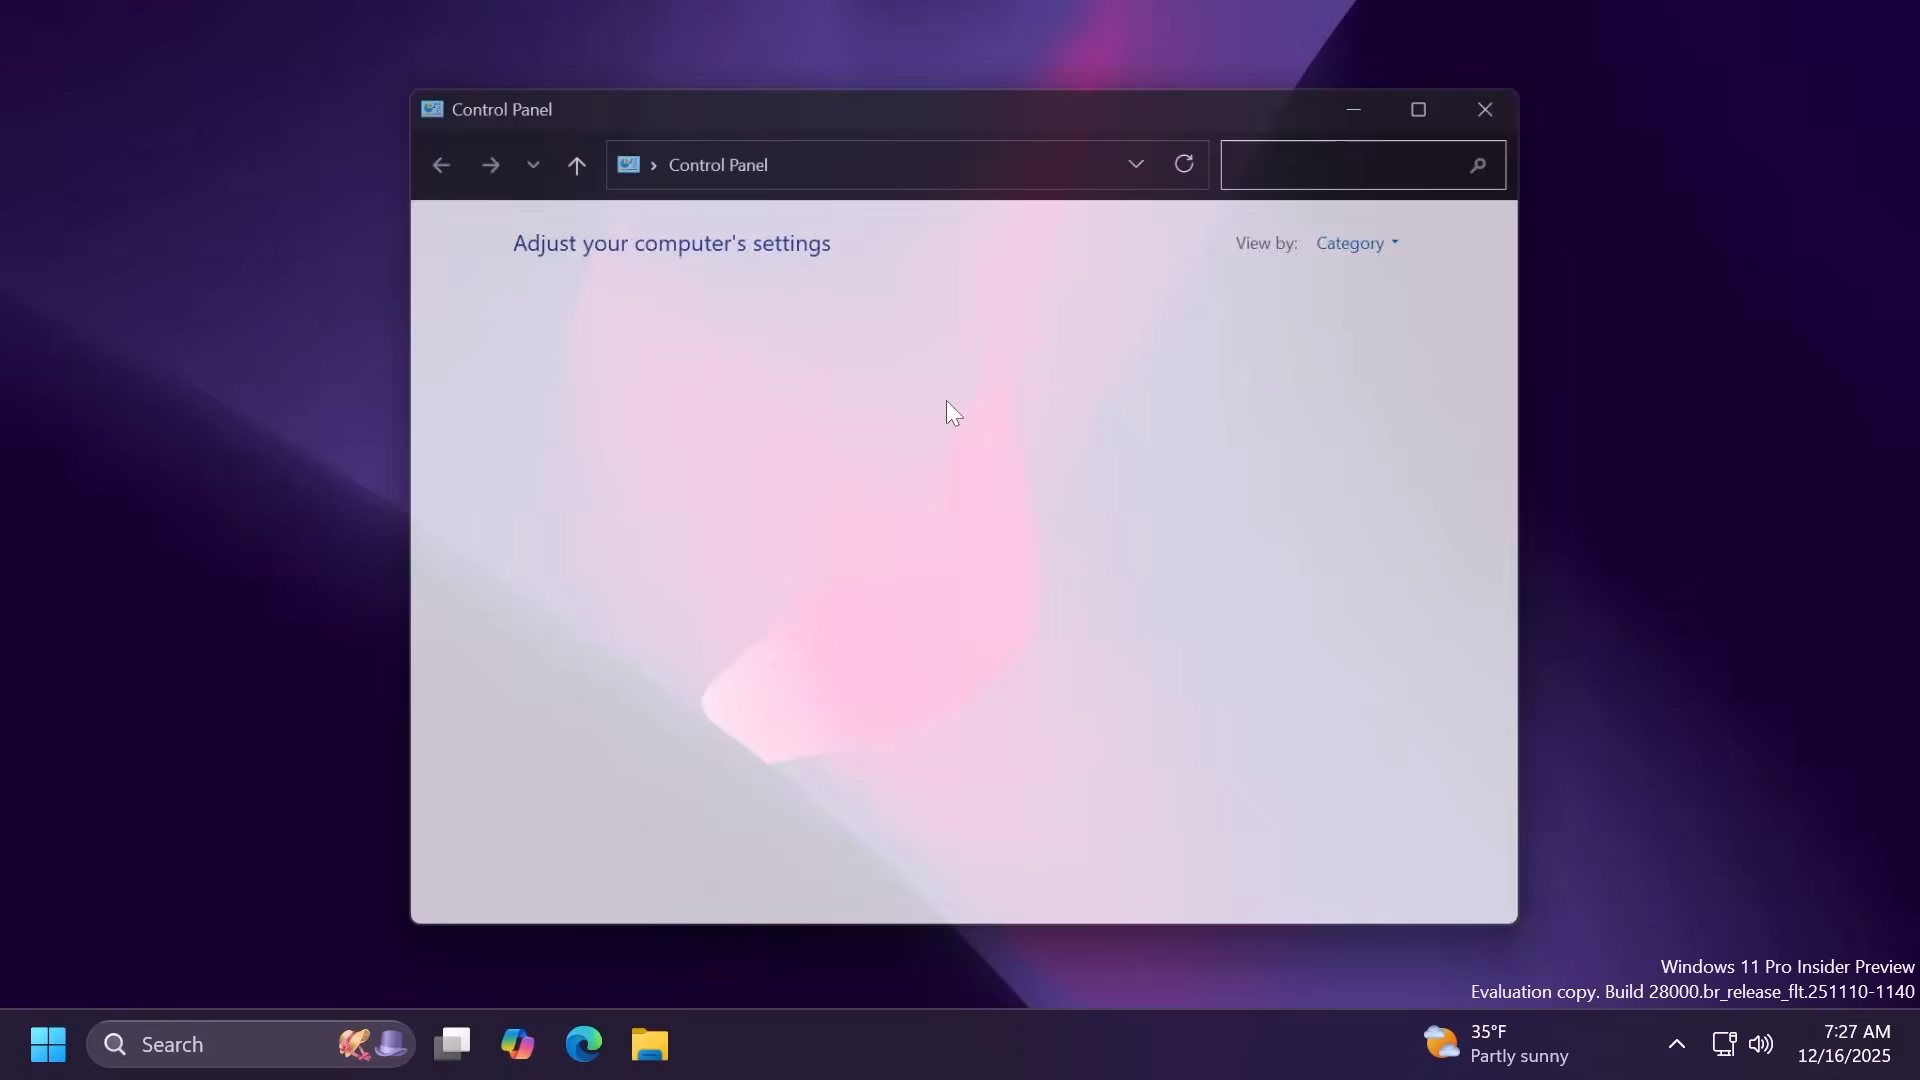 Control Panel
Control Panel
Adjust your computer's settings
View by: Category
Windows 11 Pro Insider Preview
Evaluation copy. Build 28000.br_release_flt.251110-1140
Search
35°F
Partly sunny
7:27 AM
12/16/2025